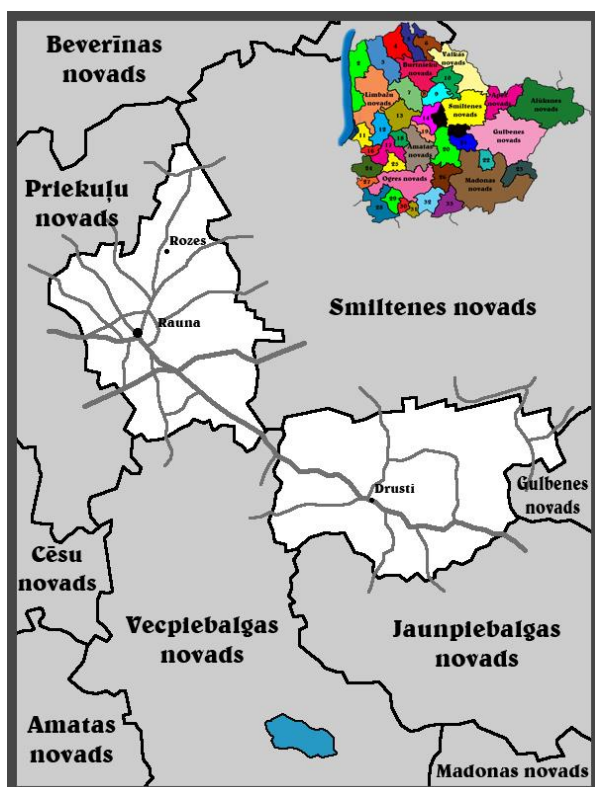 Beverīnas
novads
Priekuļu
novads
Rozes
Rauna
Smiltenes novads
Drusti
Gulbenes
novads
Cēsu
novads
Vecpiebalgas
novads
Jaunpiebalgas
novads
Amatas
novads
Madonas novads
Valkas
novads
Burtnieku
novads
Limbažu
novads
Smiltenes
novads
Apes
novads
Alūksnes
novads
Gulbenes
novads
Amatas
novads
Ogres novads
Madonas
novads